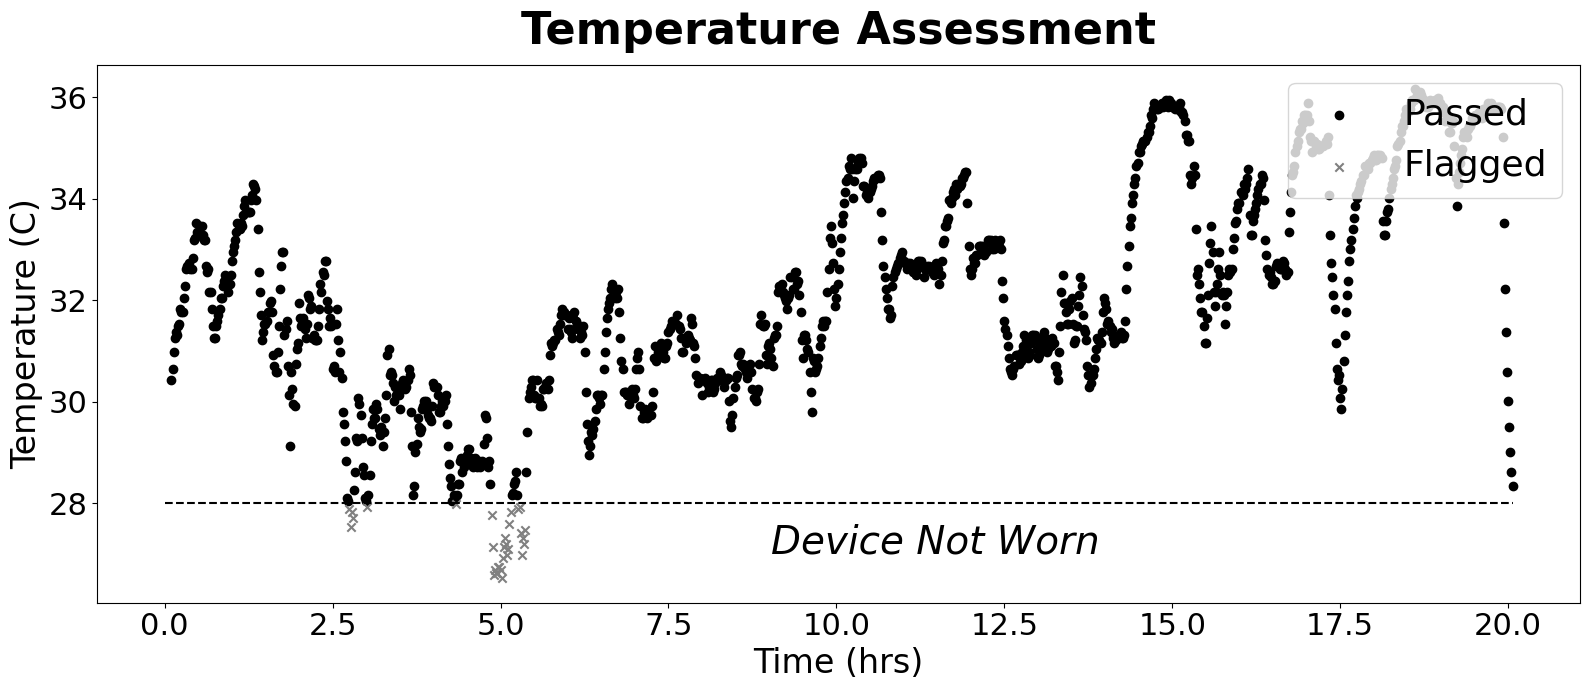 Temperature Assessment
Temperature (C)
36
34
32
30
28
Passed
Flagged
Device Not Worn
0.0 2.5 5.0 7.5 10.0 12.5 15.0 17.5 20.0
Time (hrs)